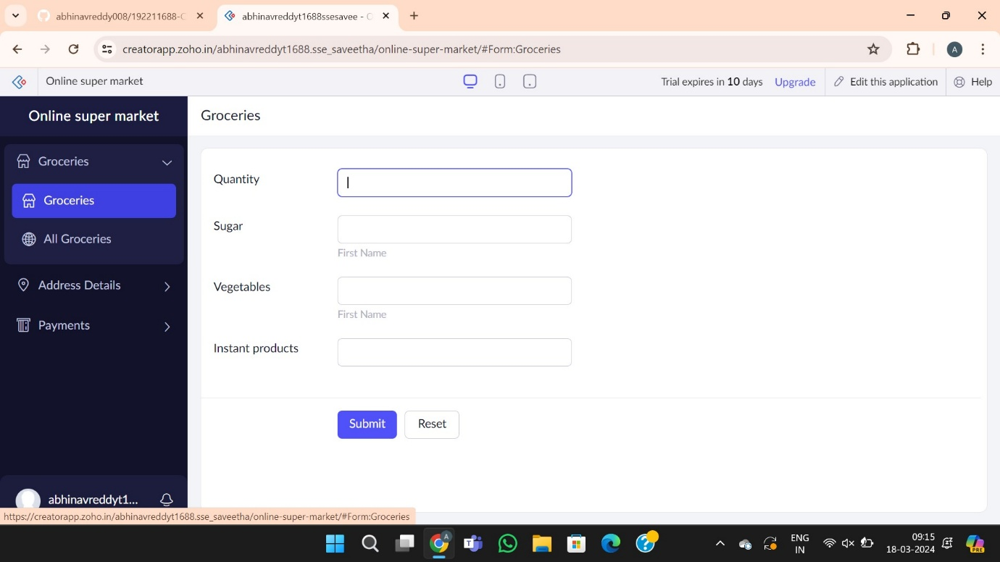 abhinavreddy008/192211688-C
abhinavreddyt1688ssesavee - C
creatorapp.zoho.in/abhinavreddyt1688.sse_saveetha/online-super-market/#Form:Groceries
A
Online super market
Trial expires in 10 days
Upgrade
Edit this application
Help
Online super market
Groceries
Groceries
All Groceries
Address Details
Payments
abhinavreddyt1...
Groceries
Quantity
Sugar
First Name
Vegetables
First Name
Instant products
Submit
Reset
https://creatorapp.zoho.in/abhinavreddyt1688.sse_saveetha/online-super-market/#Form:Groceries
A
T
?
ENG
IN
09:15
18-03-2024
PRE